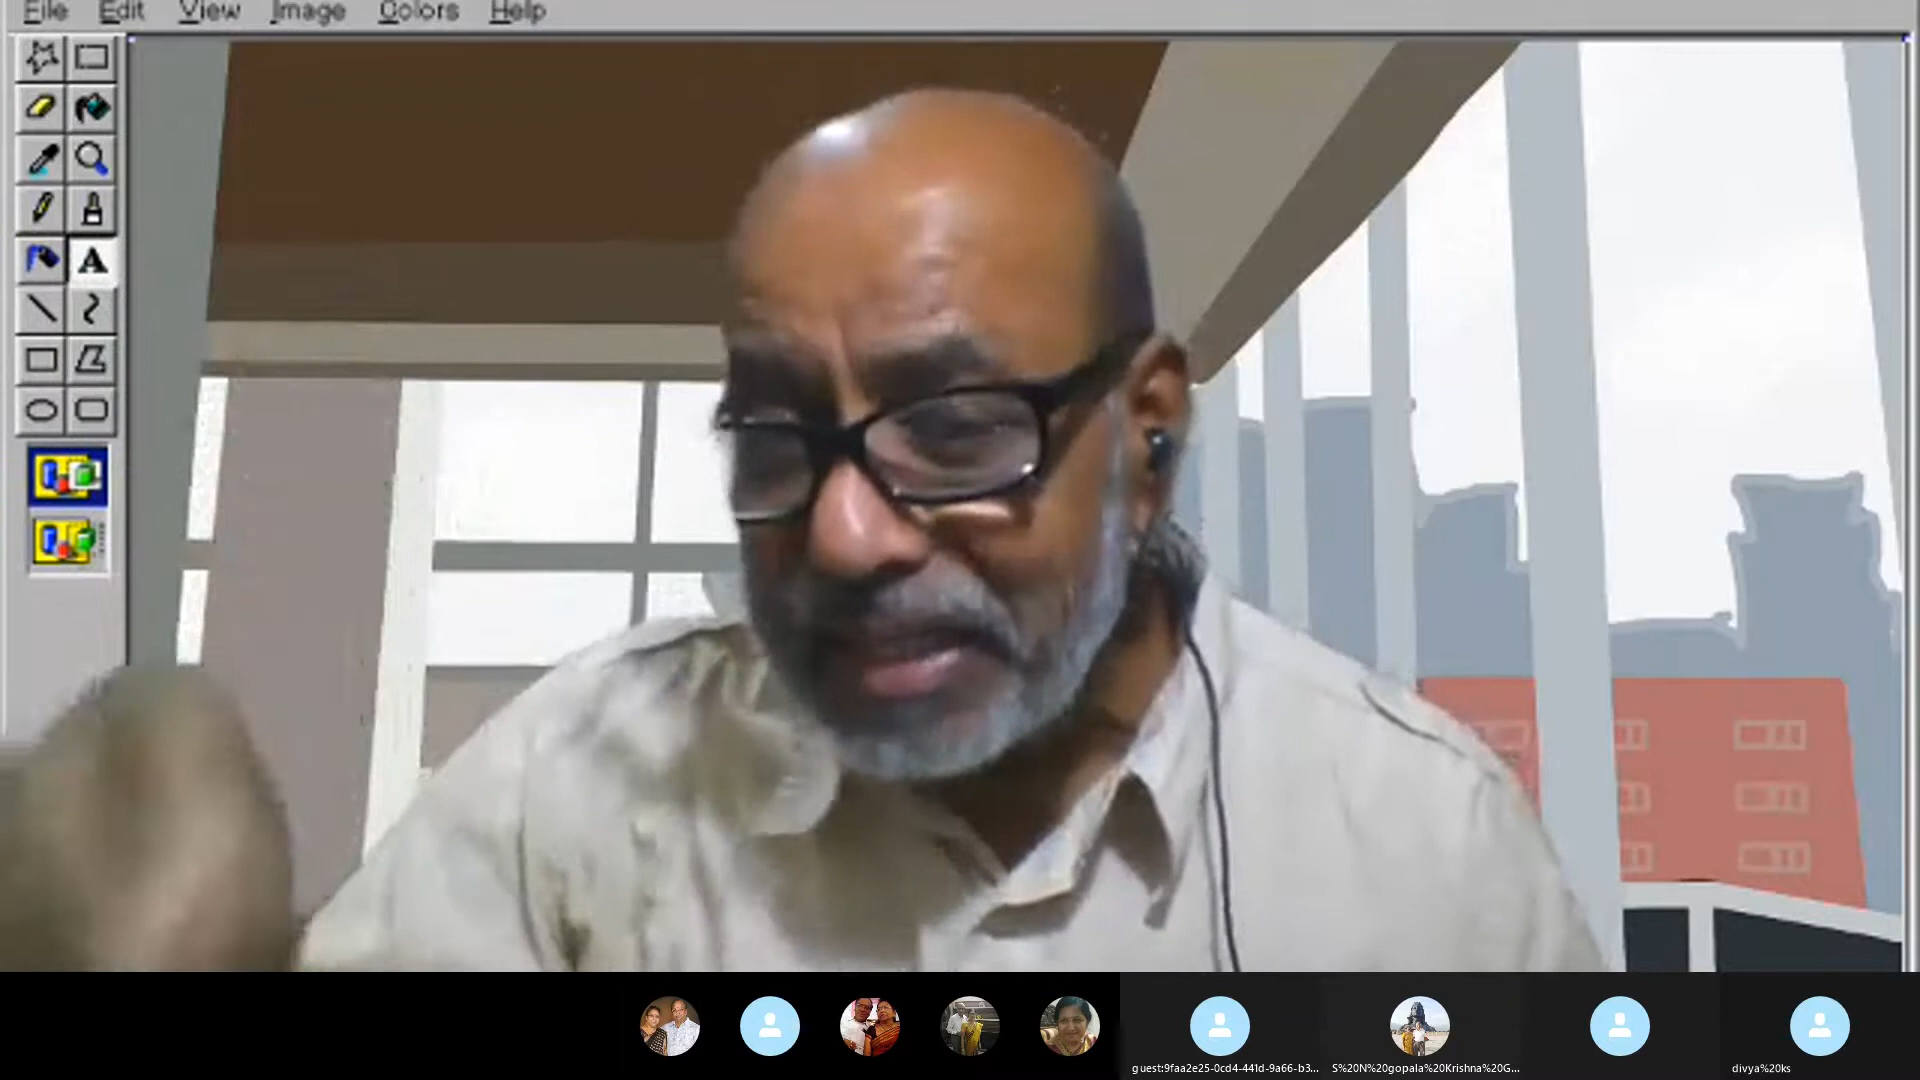 File Edit View Image Colors Help
A
guest:9faa2e25-0cd4-441d-9a66-b3...
S%20N%20gopala%20Krishna%20G...
divya%20ks